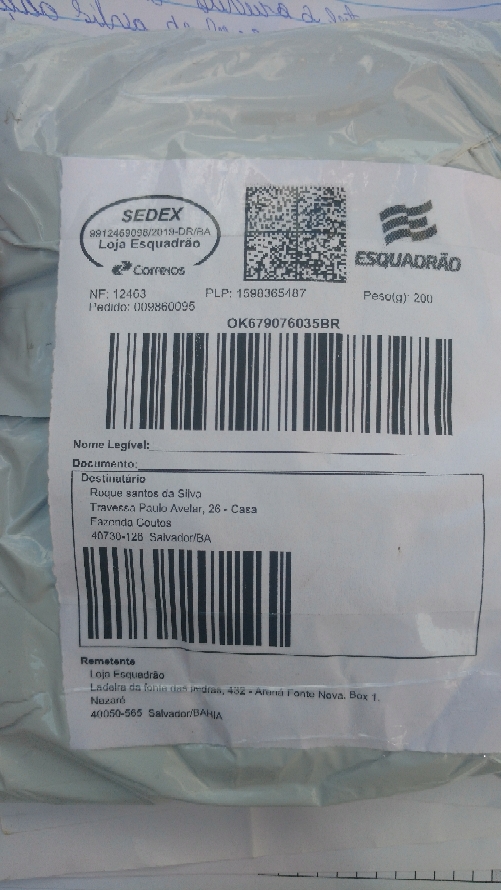 SEDEX
9912469098/2019-DR/BA
Loja Esquadrão
Correios
ESQUADRÃO
NF: 12463 PLP: 1598365487 Peso(g): 200
Pedido: 009860095
OK679076035BR
Nome Legível:
Documento:
Destinatário
Roque santos da Silva
Travessa Paulo Avelar, 26 - Casa
Fazenda Coutos
40730-126 Salvador/BA
Remetente
Loja Esquadrão
Ladeira da fonte das pedras, 432 - Arena Fonte Nova. Box 1.
Nazaré
40050-565 Salvador/BAHIA